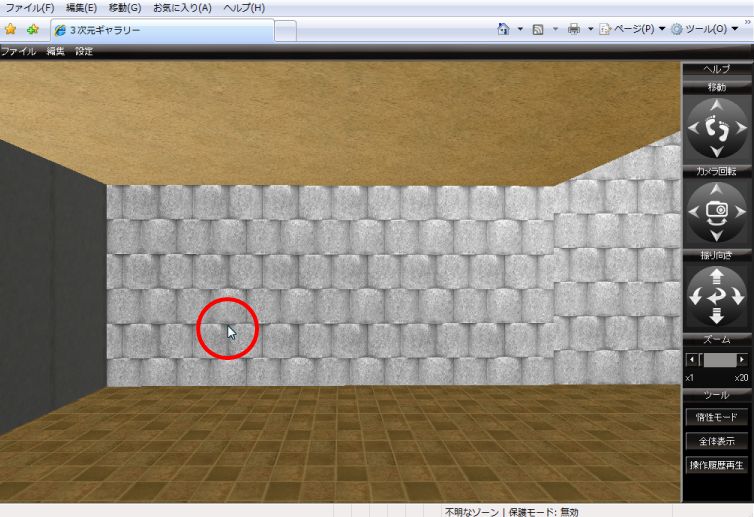 ファイル(F) 編集(E) 移動(G) お気に入り(A) ヘルプ(H)
3次元ギャラリー
ページ(P) ツール(O) »
ファイル 編集 設定
ヘルプ
移動
カメラ回転
振り向き
ズーム
x1 x20
ツール
惰性モード
全体表示
操作履歴再生
不明なゾーン | 保護モード: 無効